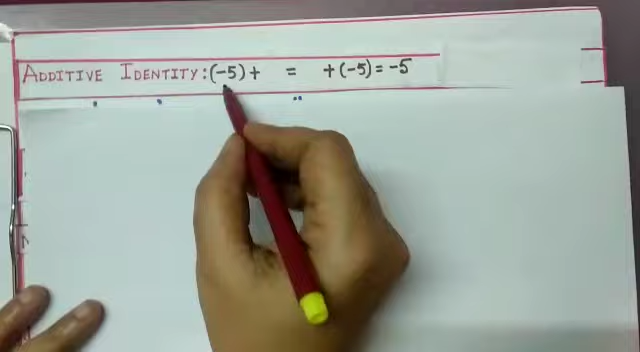 ADDITIVE IDENTITY: (-5) + = + (-5) = -5